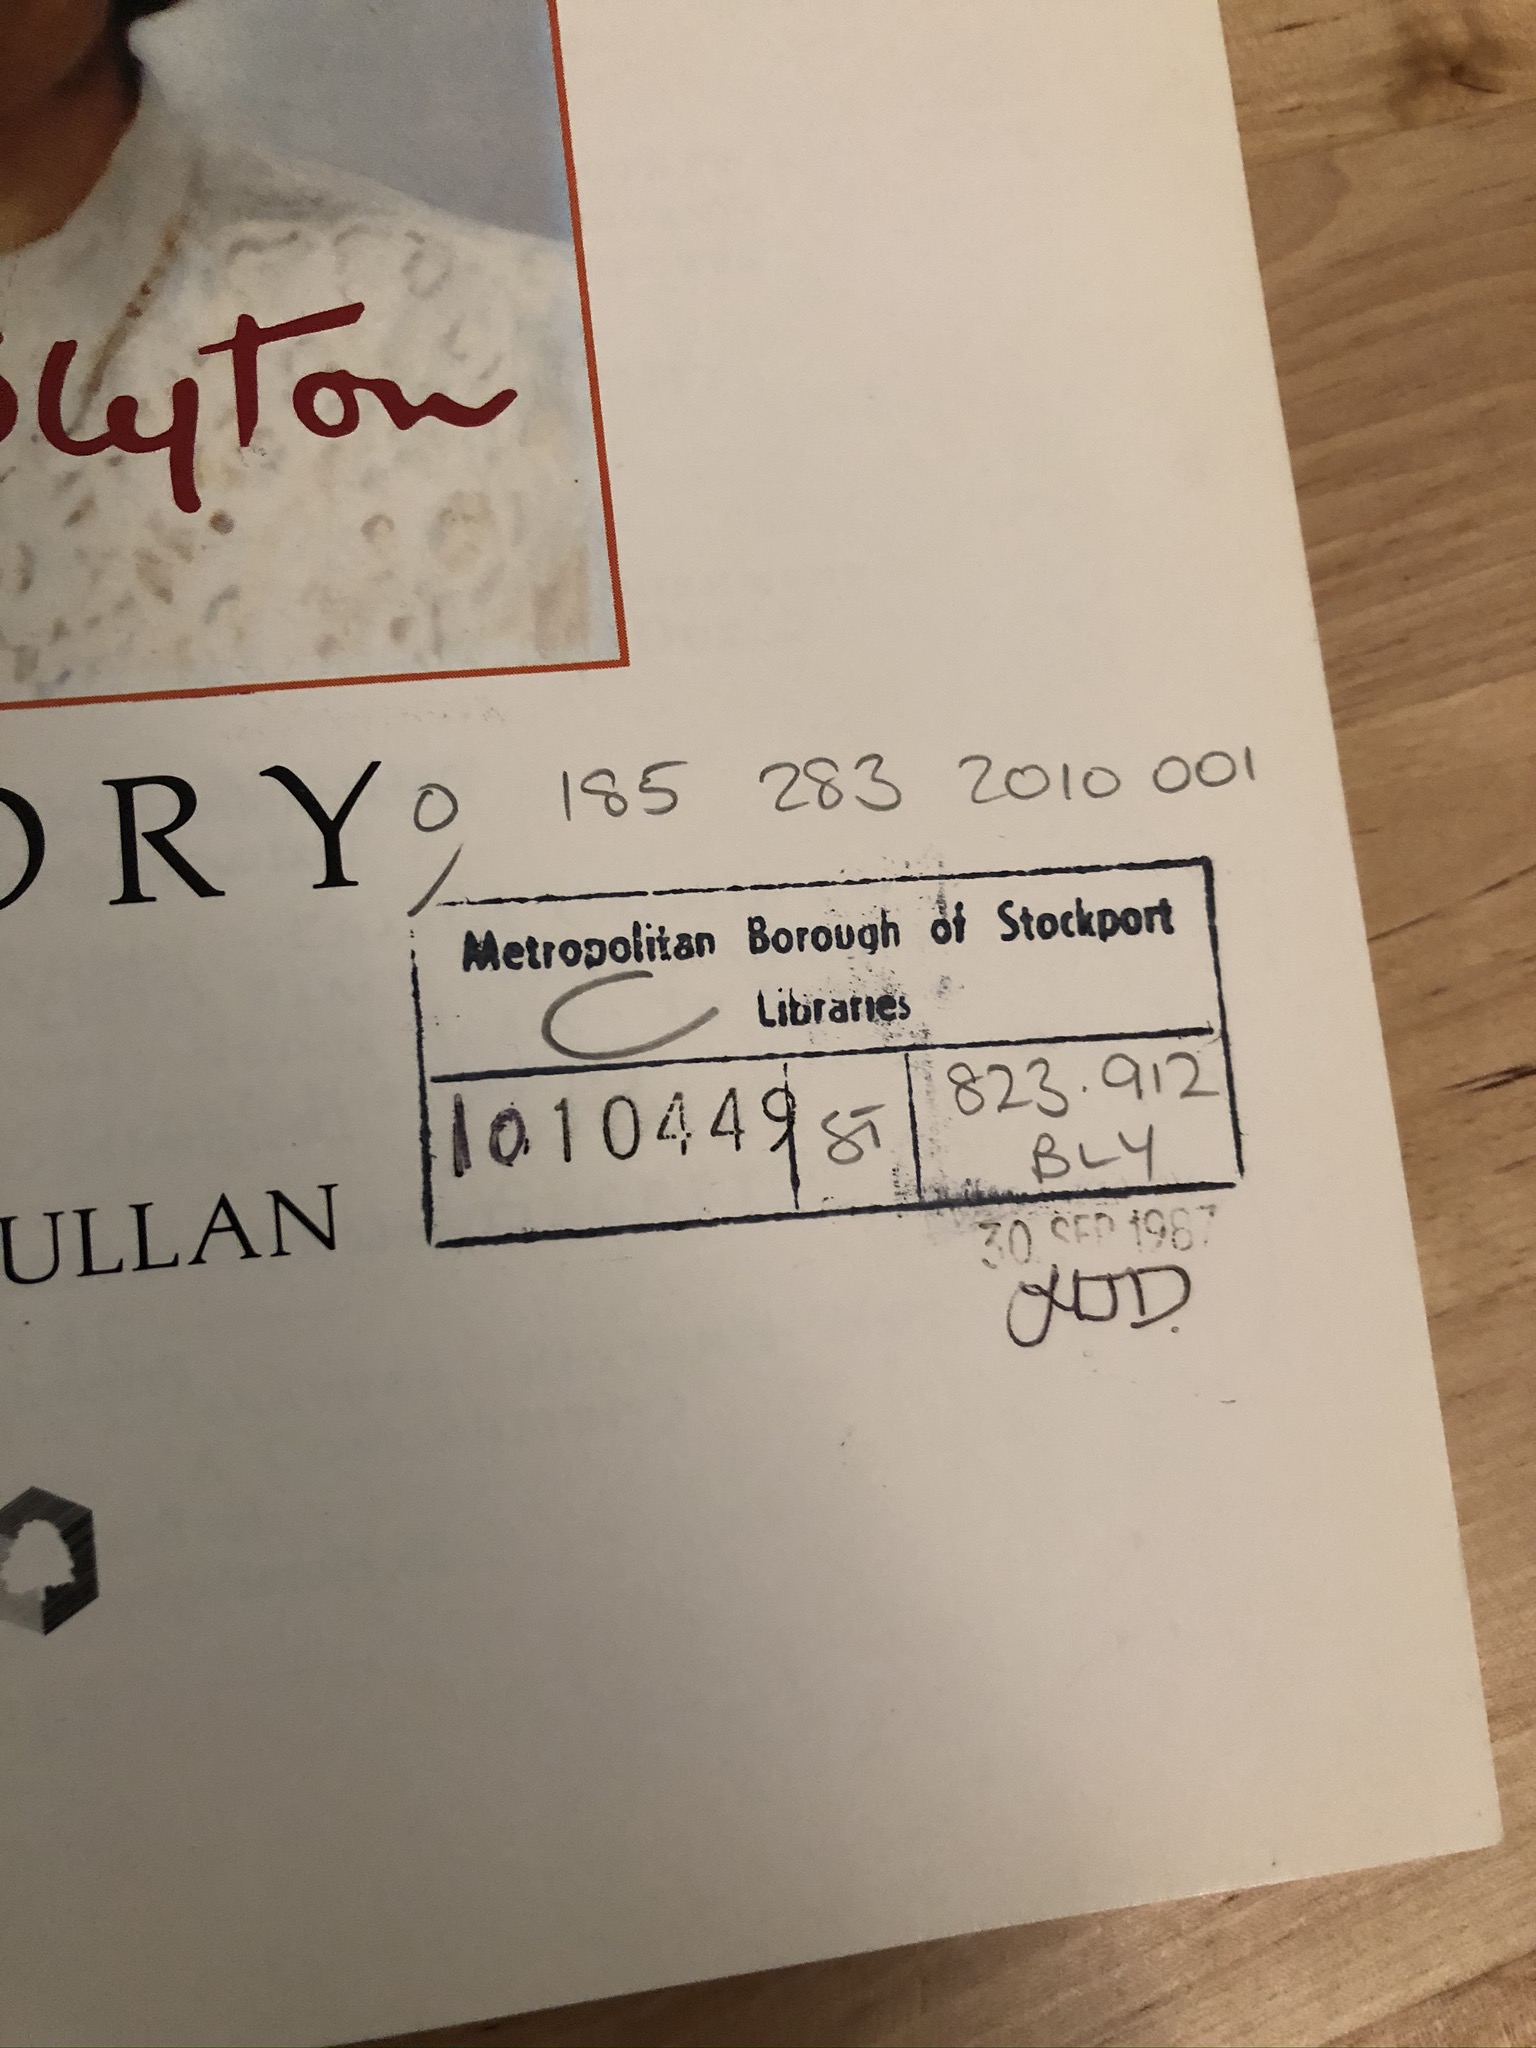 Blyton
ORY
0 185 283 2010 001
Metropolitan Borough of Stockport
Libraries
1010449 ST 823.912
BLY
ULLAN
30 SEP 1987